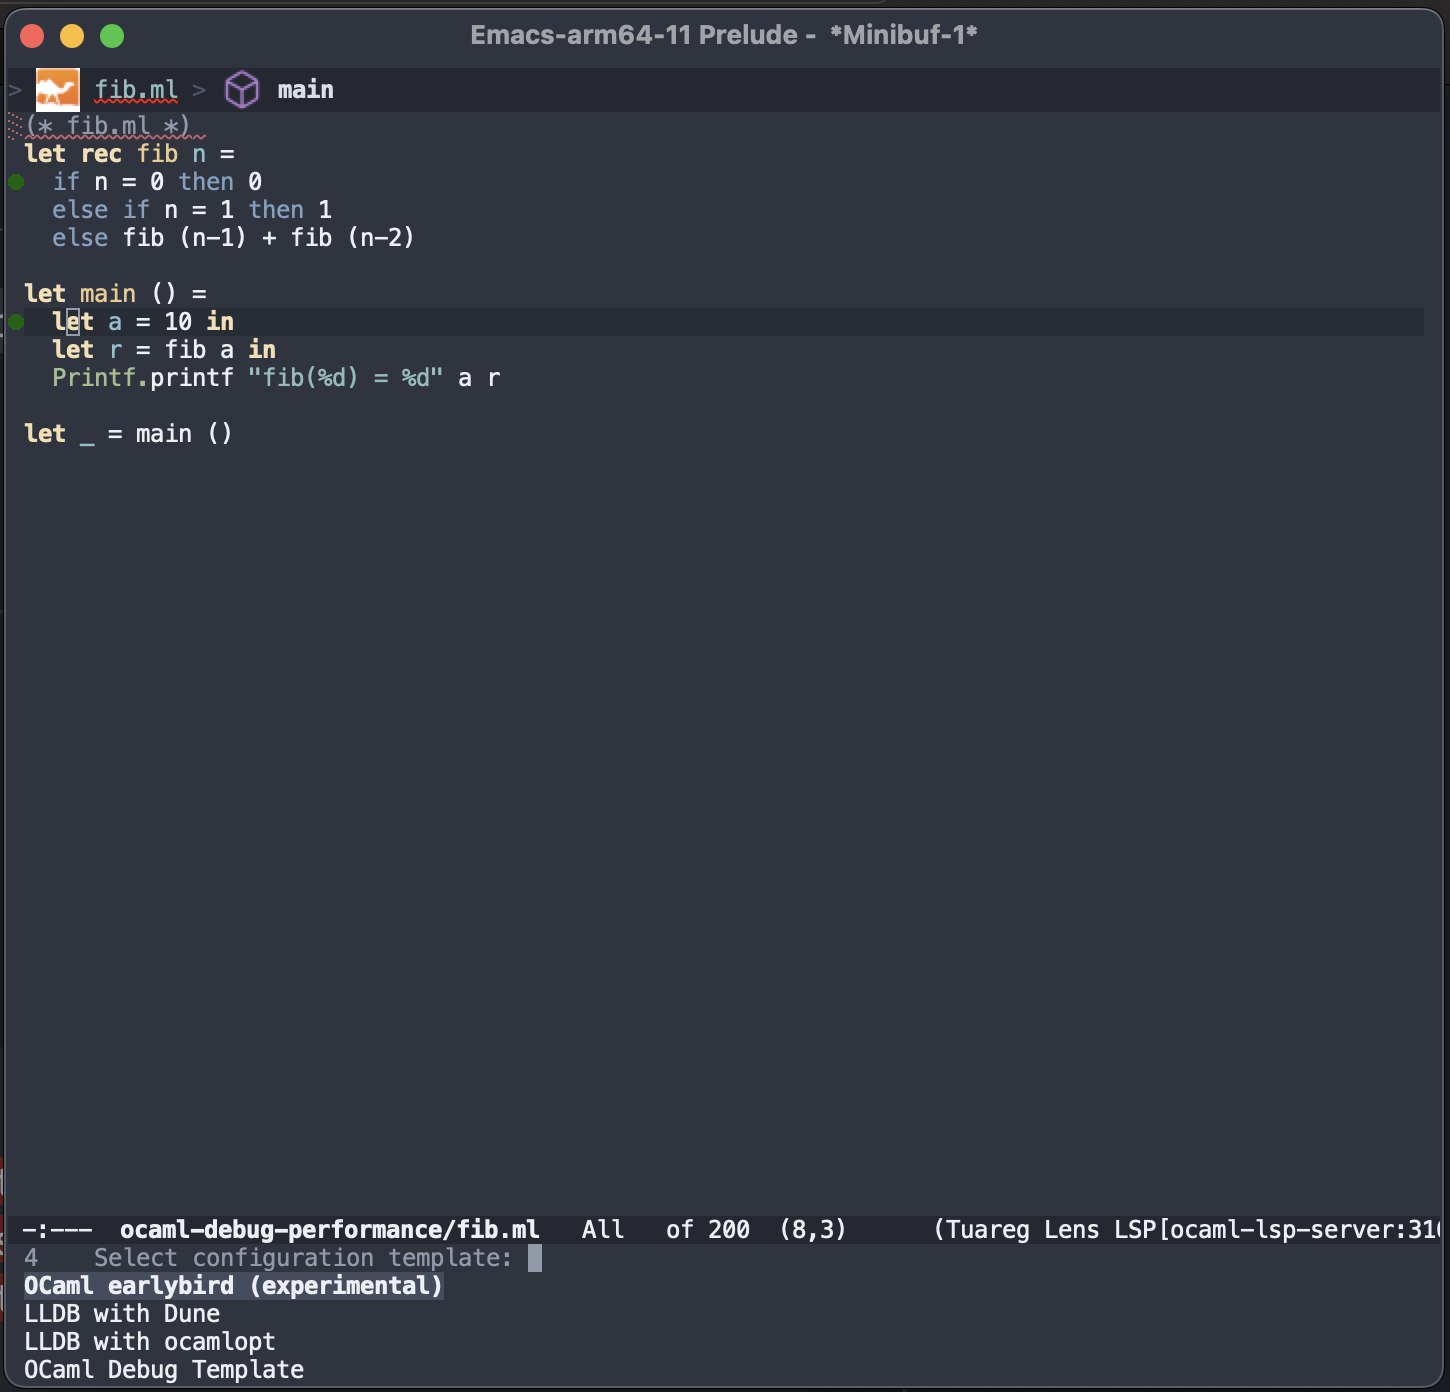 Emacs-arm64-11 Prelude - *Minibuf-1*
> fib.ml > main
(* fib.ml *)
let rec fib n =
  if n = 0 then 0
  else if n = 1 then 1
  else fib (n-1) + fib (n-2)
let main () =
  let a = 10 in
  let r = fib a in
  Printf.printf "fib(%d) = %d" a r
let _ = main ()
-:--- ocaml-debug-performance/fib.ml All of 200 (8,3) (Tuareg Lens LSP[ocaml-lsp-server:310
4 Select configuration template:
OCaml earlybird (experimental)
LLDB with Dune
LLDB with ocamlopt
OCaml Debug Template